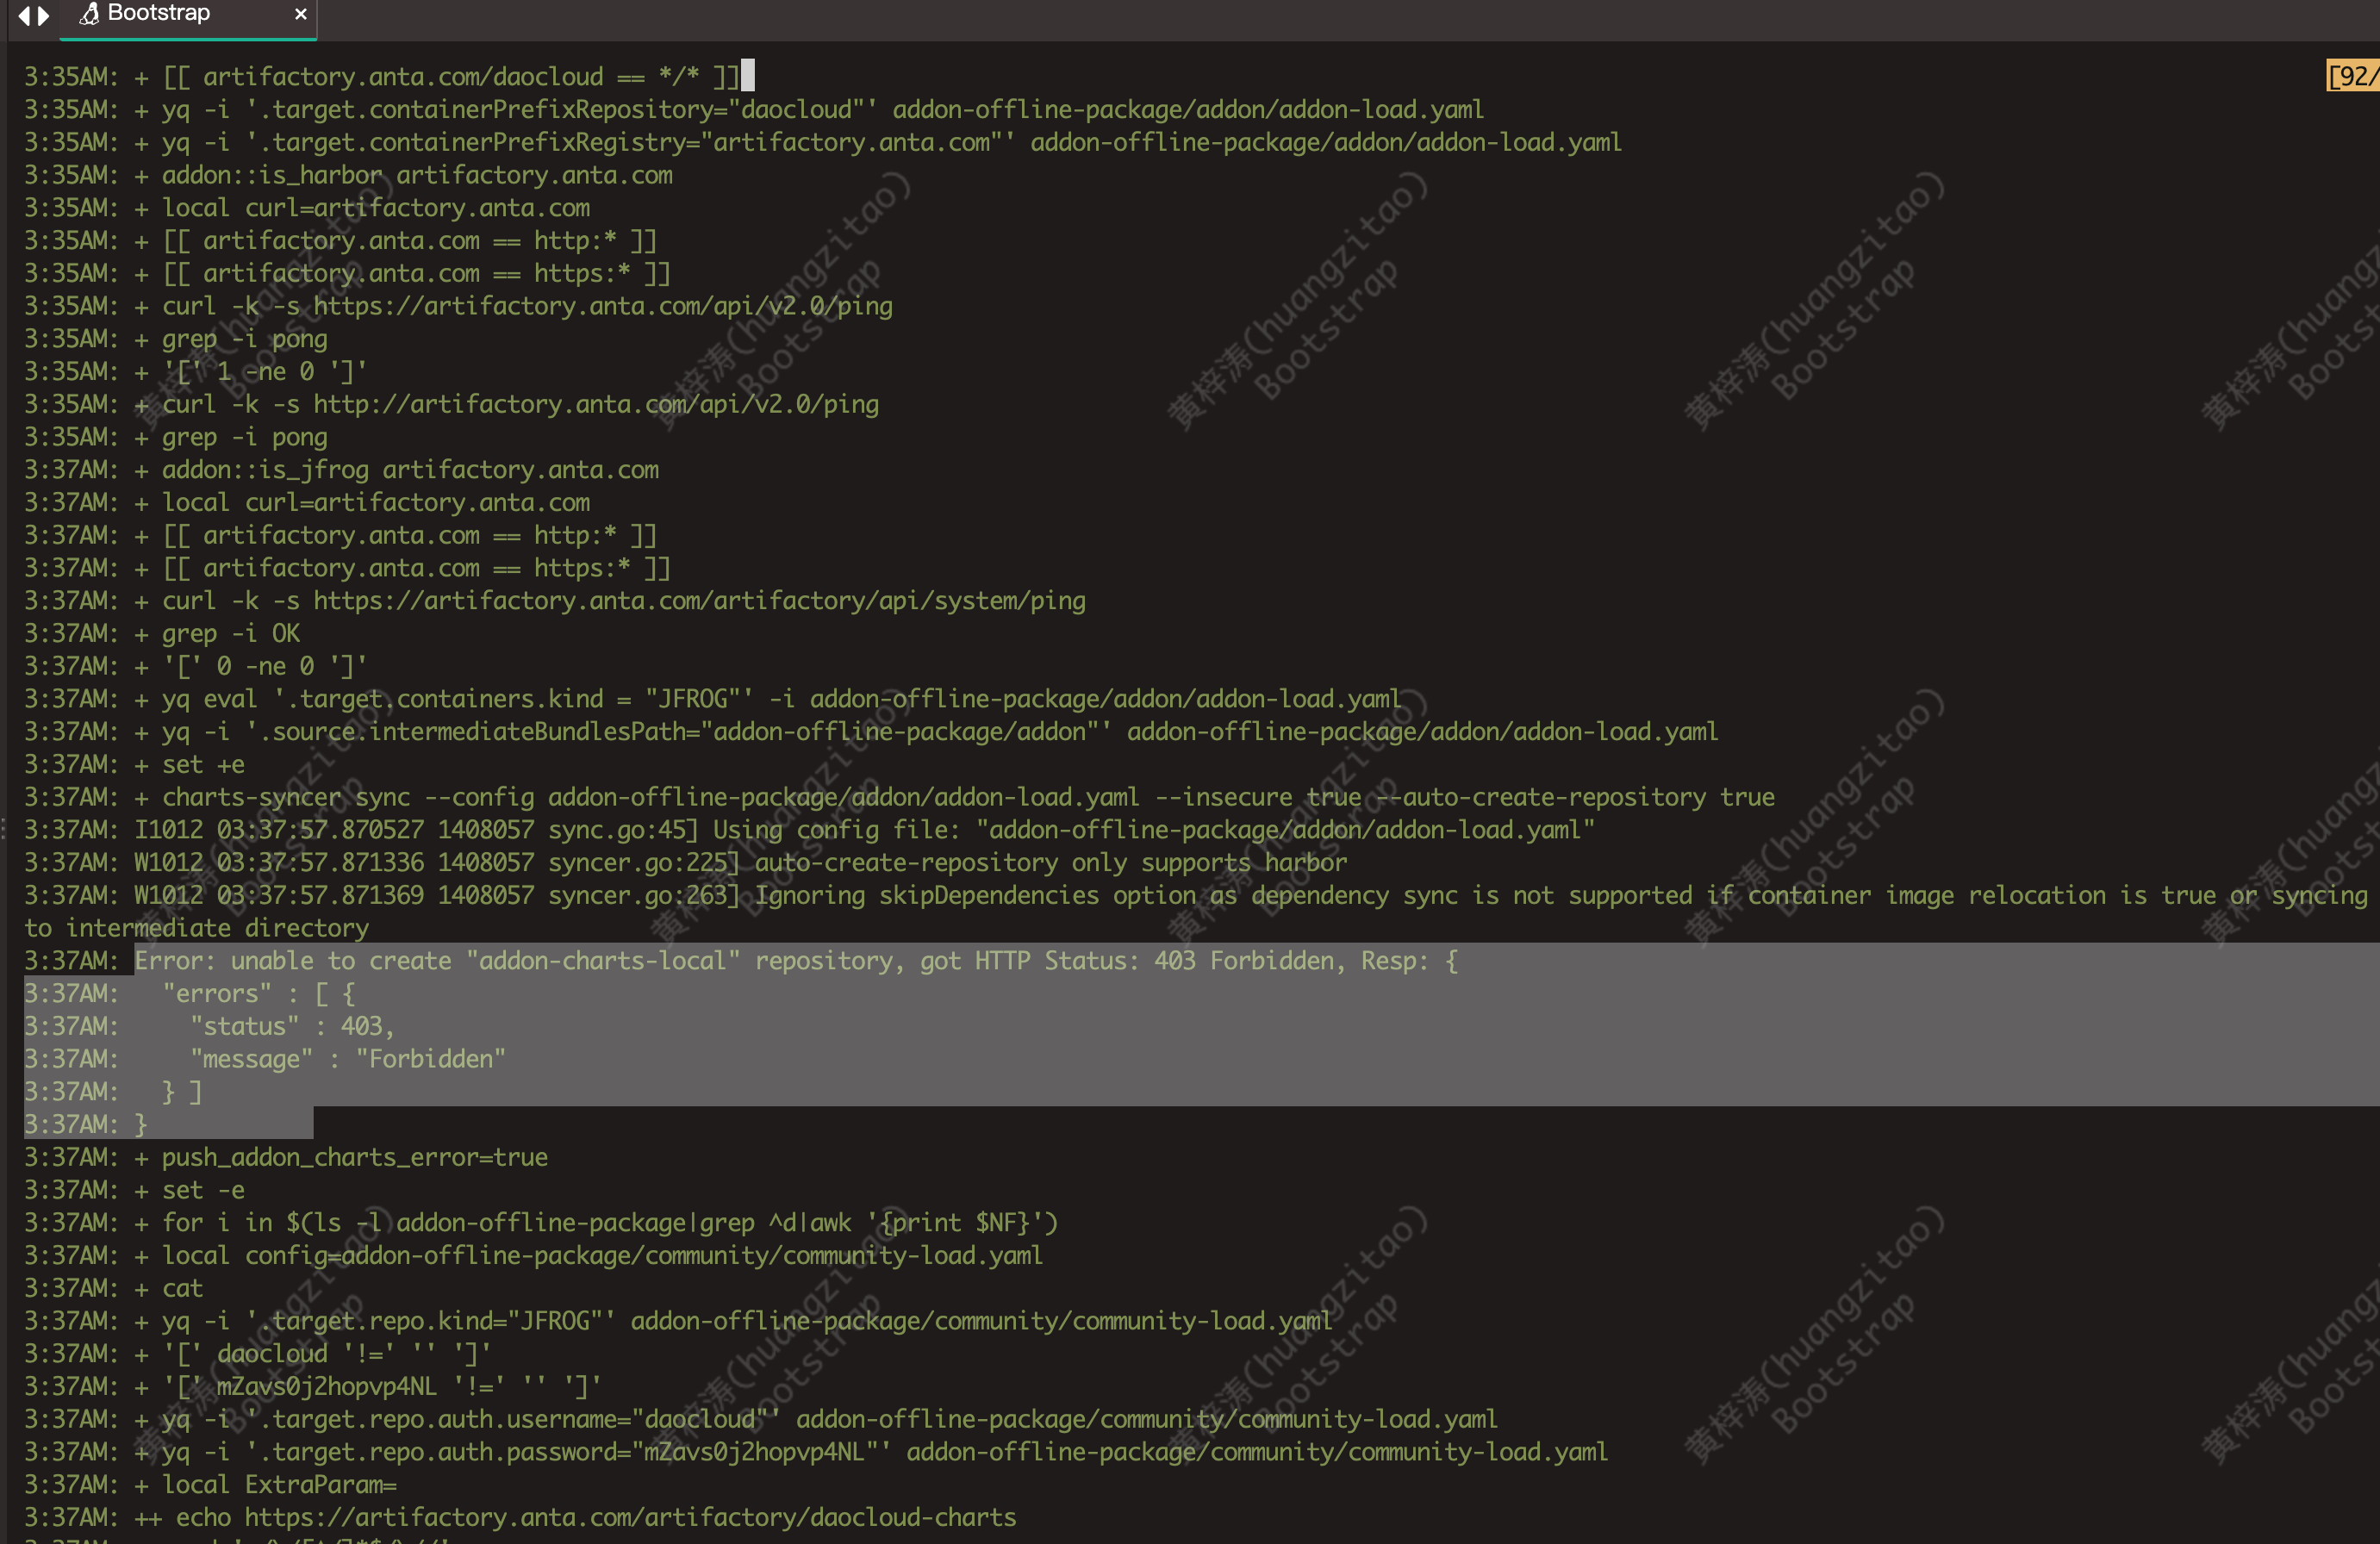 Bootstrap ×
3:35AM: + [[ artifactory.anta.com/daocloud == */* ]]
[92/
3:35AM: + yq -i '.target.containerPrefixRepository="daocloud"' addon-offline-package/addon/addon-load.yaml
3:35AM: + yq -i '.target.containerPrefixRegistry="artifactory.anta.com"' addon-offline-package/addon/addon-load.yaml
3:35AM: + addon::is_harbor artifactory.anta.com
3:35AM: + local curl=artifactory.anta.com
3:35AM: + [[ artifactory.anta.com == http:* ]]
3:35AM: + [[ artifactory.anta.com == https:* ]]
3:35AM: + curl -k -s https://artifactory.anta.com/api/v2.0/ping
3:35AM: + grep -i pong
3:35AM: + '[' 1 -ne 0 ']'
3:35AM: + curl -k -s http://artifactory.anta.com/api/v2.0/ping
3:35AM: + grep -i pong
3:37AM: + addon::is_jfrog artifactory.anta.com
3:37AM: + local curl=artifactory.anta.com
3:37AM: + [[ artifactory.anta.com == http:* ]]
3:37AM: + [[ artifactory.anta.com == https:* ]]
3:37AM: + curl -k -s https://artifactory.anta.com/artifactory/api/system/ping
3:37AM: + grep -i OK
3:37AM: + '[' 0 -ne 0 ']'
3:37AM: + yq eval '.target.containers.kind = "JFROG"' -i addon-offline-package/addon/addon-load.yaml
3:37AM: + yq -i '.source.intermediateBundlesPath="addon-offline-package/addon"' addon-offline-package/addon/addon-load.yaml
3:37AM: + set +e
3:37AM: + charts-syncer sync --config addon-offline-package/addon/addon-load.yaml --insecure true --auto-create-repository true
3:37AM: I1012 03:37:57.870527 1408057 sync.go:45] Using config file: "addon-offline-package/addon/addon-load.yaml"
3:37AM: W1012 03:37:57.871336 1408057 syncer.go:225] auto-create-repository only supports harbor
3:37AM: W1012 03:37:57.871369 1408057 syncer.go:263] Ignoring skipDependencies option as dependency sync is not supported if container image relocation is true or syncing
to intermediate directory
3:37AM: Error: unable to create "addon-charts-local" repository, got HTTP Status: 403 Forbidden, Resp: {
3:37AM:   "errors" : [ {
3:37AM:     "status" : 403,
3:37AM:     "message" : "Forbidden"
3:37AM:   } ]
3:37AM: }
3:37AM: + push_addon_charts_error=true
3:37AM: + set -e
3:37AM: + for i in $(ls -l addon-offline-package|grep ^d|awk '{print $NF}')
3:37AM: + local config=addon-offline-package/community/community-load.yaml
3:37AM: + cat
3:37AM: + yq -i '.target.repo.kind="JFROG"' addon-offline-package/community/community-load.yaml
3:37AM: + '[' daocloud '!=' '' ']'
3:37AM: + '[' mZavs0j2hopvp4NL '!=' '' ']'
3:37AM: + yq -i '.target.repo.auth.username="daocloud"' addon-offline-package/community/community-load.yaml
3:37AM: + yq -i '.target.repo.auth.password="mZavs0j2hopvp4NL"' addon-offline-package/community/community-load.yaml
3:37AM: + local ExtraParam=
3:37AM: ++ echo https://artifactory.anta.com/artifactory/daocloud-charts
黄梓涛(huangzitao)
Bootstrap